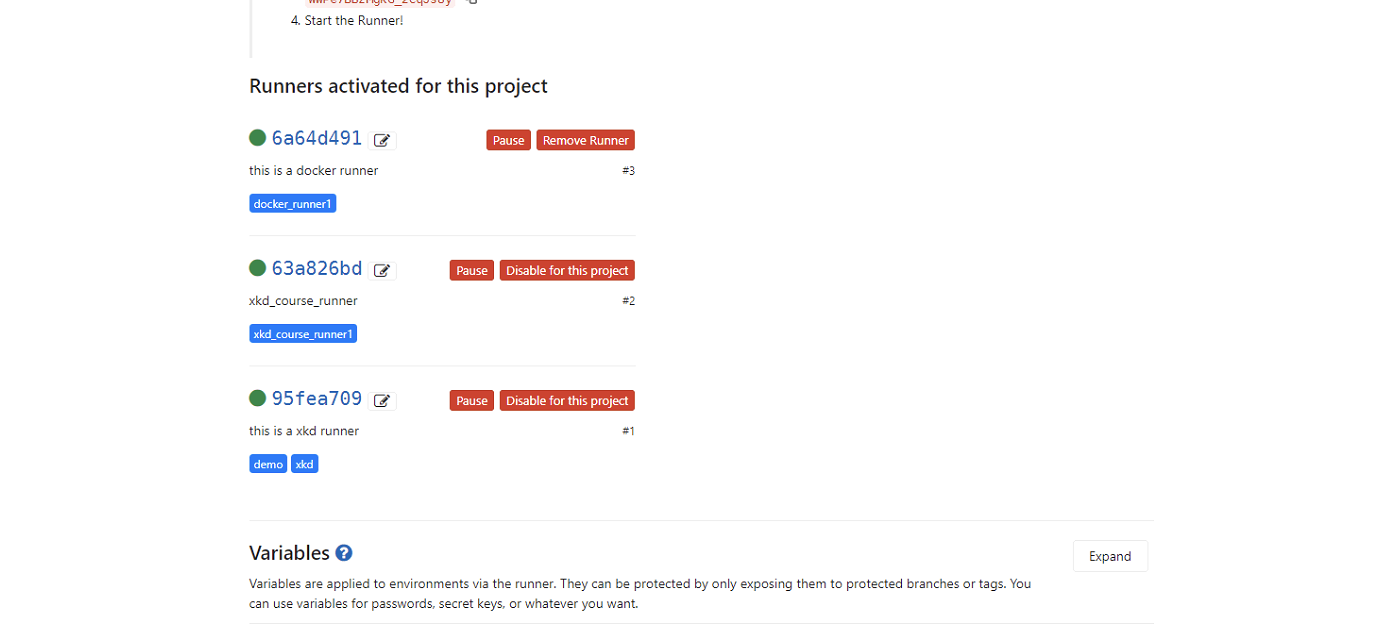 4. Start the Runner!
Runners activated for this project
6a64d491 Pause Remove Runner
this is a docker runner #3
docker_runner1
63a826bd Pause Disable for this project
xkd_course_runner #2
xkd_course_runner1
95fea709 Pause Disable for this project
this is a xkd runner #1
demo xkd
Variables ? Expand
Variables are applied to environments via the runner. They can be protected by only exposing them to protected branches or tags. You
can use variables for passwords, secret keys, or whatever you want.